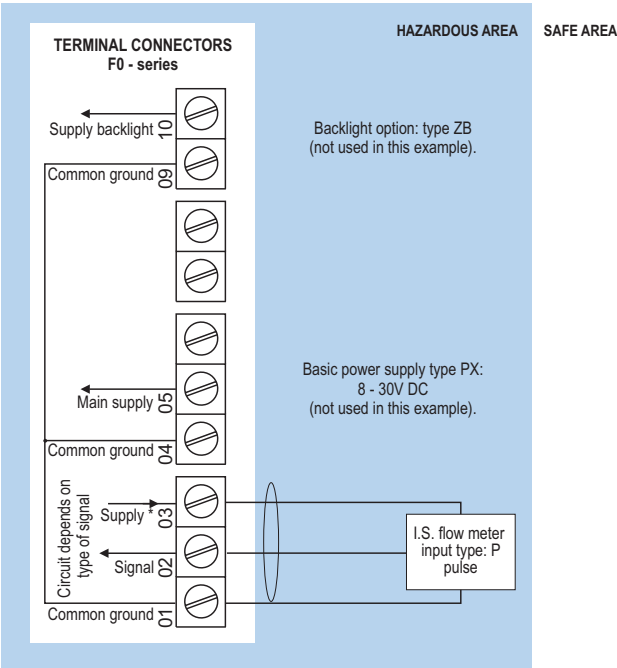 HAZARDOUS AREA
SAFE AREA
TERMINAL CONNECTORS
F0 - series
Supply backlight
10
Backlight option: type ZB
(not used in this example).
Common ground
09
Basic power supply type PX:
8 - 30V DC
(not used in this example).
Main supply
05
Common ground
04
Circuit depends on
type of signal
Supply *
03
Signal
02
I.S. flow meter
input type: P
pulse
Common ground
01